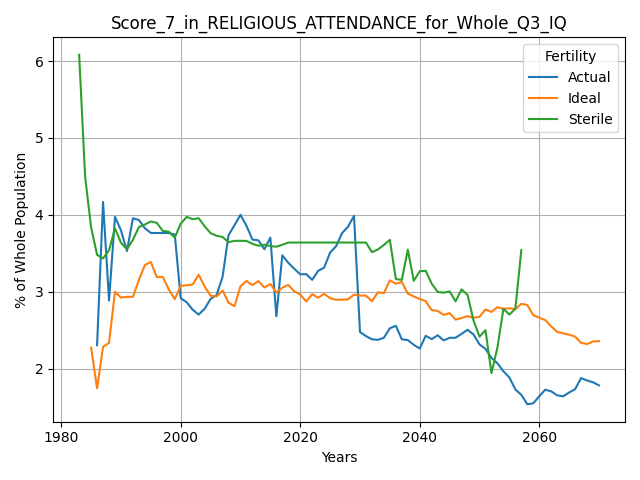 Score_7_in_RELIGIOUS_ATTENDANCE_for_Whole_Q3_IQ
Fertility
Actual
Ideal
Sterile
% of Whole Population
6
5
4
3
2
1980
2000
2020
2040
2060
Years